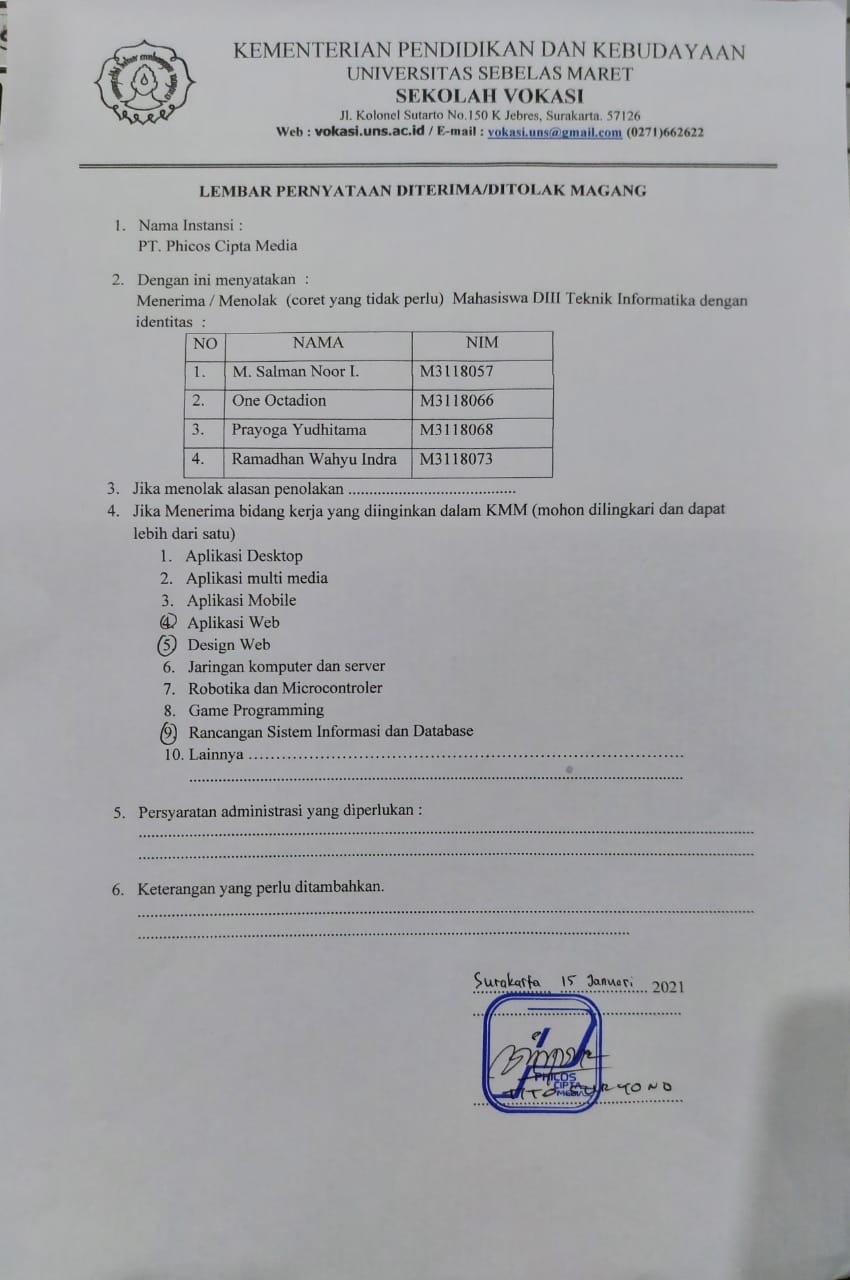 KEMENTERIAN PENDIDIKAN DAN KEBUDAYAAN
UNIVERSITAS SEBELAS MARET
SEKOLAH VOKASI
Jl. Kolonel Sutarto No.150 K Jebres, Surakarta. 57126
Web : vokasi.uns.ac.id / E-mail : vokasi.uns@gmail.com (0271)662622
LEMBAR PERNYATAAN DITERIMA/DITOLAK MAGANG
1. Nama Instansi :
PT. Phicos Cipta Media
2. Dengan ini menyatakan :
Menerima / Menolak (coret yang tidak perlu) Mahasiswa DIII Teknik Informatika dengan
identitas :
NO NAMA NIM
1. M. Salman Noor I. M3118057
2. One Octadion M3118066
3. Prayoga Yudhitama M3118068
4. Ramadhan Wahyu Indra M3118073
3. Jika menolak alasan penolakan ........................................
4. Jika Menerima bidang kerja yang diinginkan dalam KMM (mohon dilingkari dan dapat
lebih dari satu)
1. Aplikasi Desktop
2. Aplikasi multi media
3. Aplikasi Mobile
4. Aplikasi Web
5. Design Web
6. Jaringan komputer dan server
7. Robotika dan Microcontroler
8. Game Programming
9. Rancangan Sistem Informasi dan Database
10. Lainnya ........................................
5. Persyaratan administrasi yang diperlukan :
6. Keterangan yang perlu ditambahkan.
Surakarta 15 Januari 2021
PHICOS
CIPTA
MEDIA